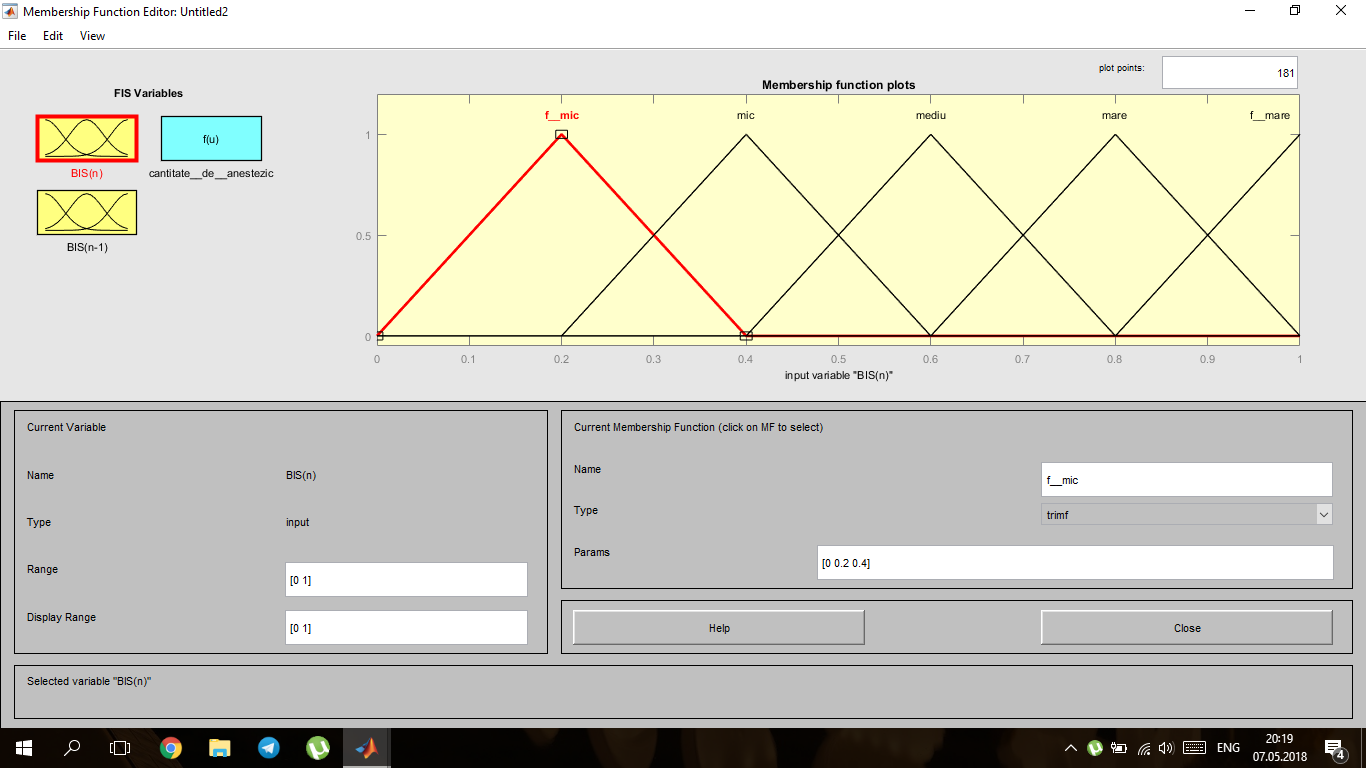 Membership Function Editor: Untitled2
File Edit View
plot points:
181
FIS Variables
f(u)
BIS(n)
cantitate__de__anestezic
BIS(n-1)
Membership function plots
f__mic
mic
mediu
mare
f__mare
1
0.5
0
0
0.1
0.2
0.3
0.4
0.5
0.6
0.7
0.8
0.9
1
input variable "BIS(n)"
Current Variable
Name BIS(n)
Type input
Range [0 1]
Display Range [0 1]
Current Membership Function (click on MF to select)
Name f__mic
Type trimf
Params [0 0.2 0.4]
Help
Close
Selected variable "BIS(n)"
ENG
20:19
07.05.2018
4